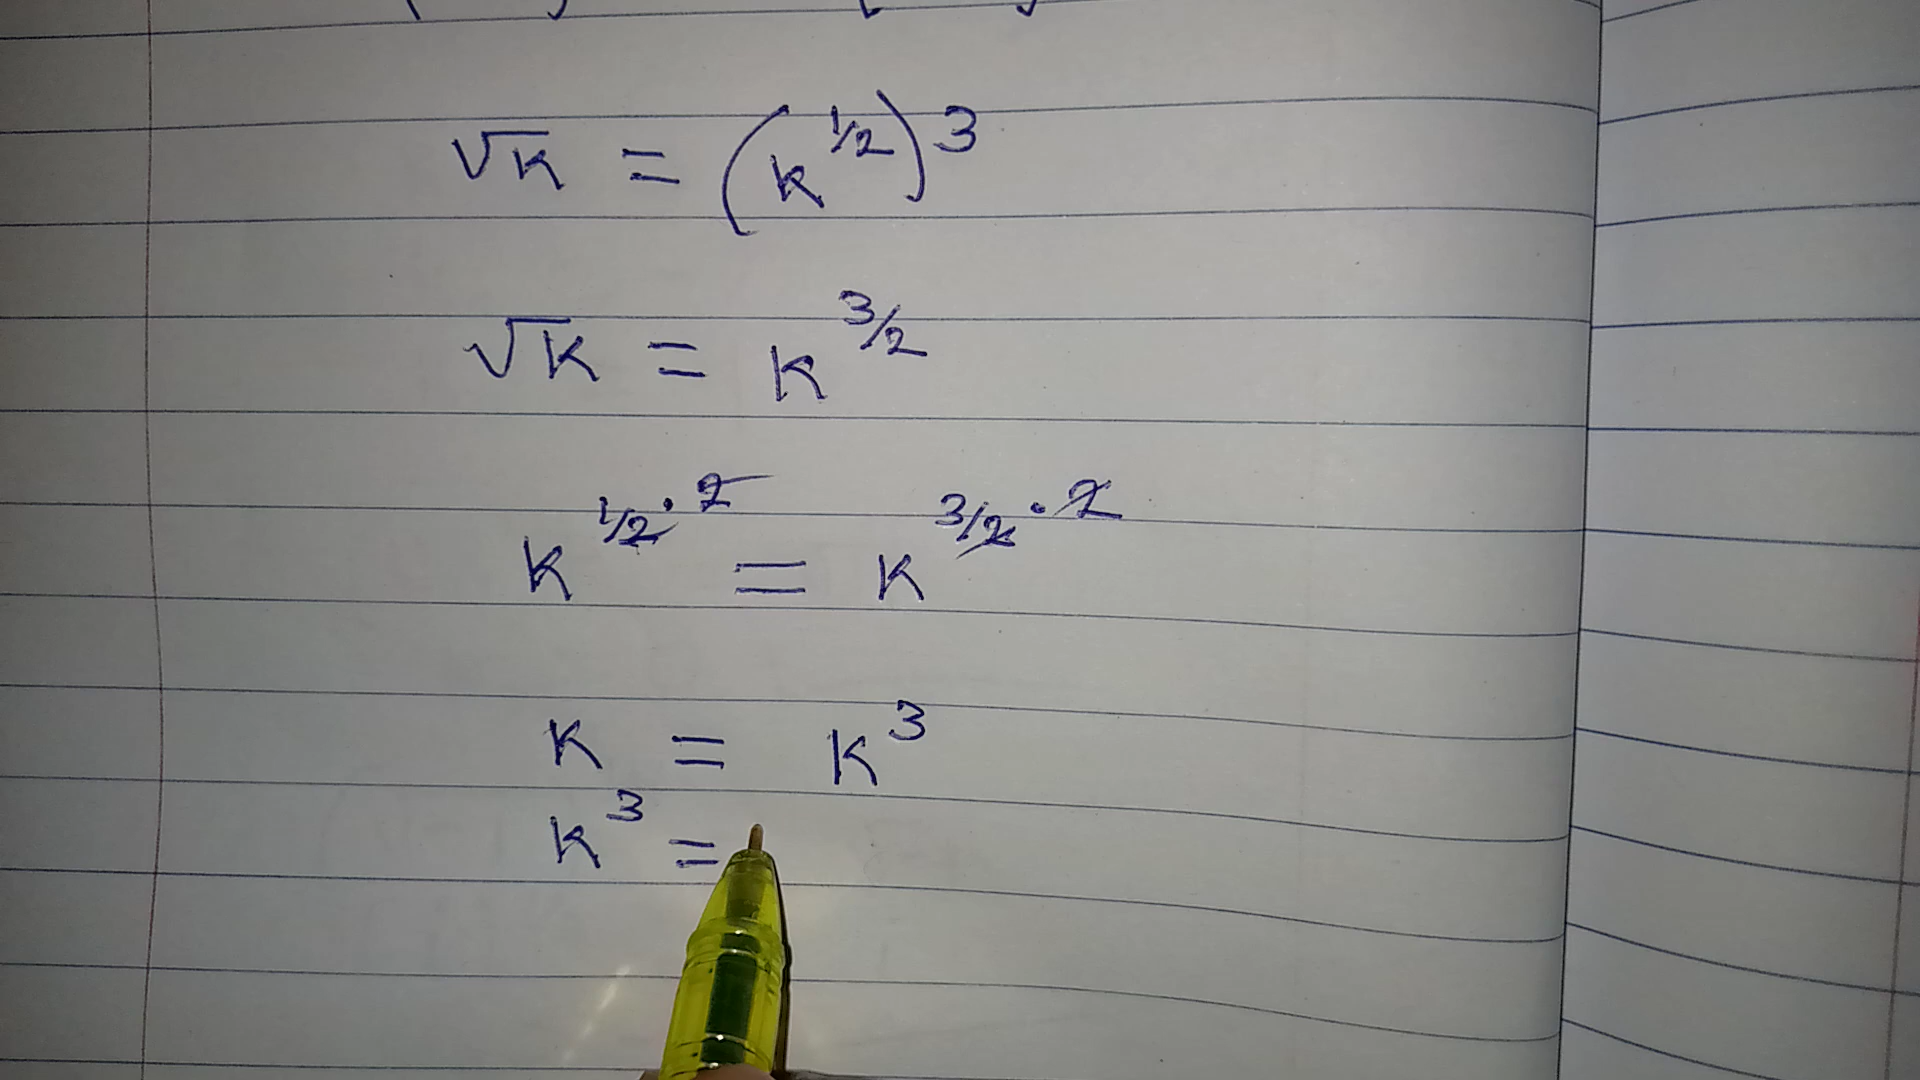 √k = (k^1/2)^3
√k = k^3/2
k^1/2·2 = k^3/2·2
k = k^3
k^3 =